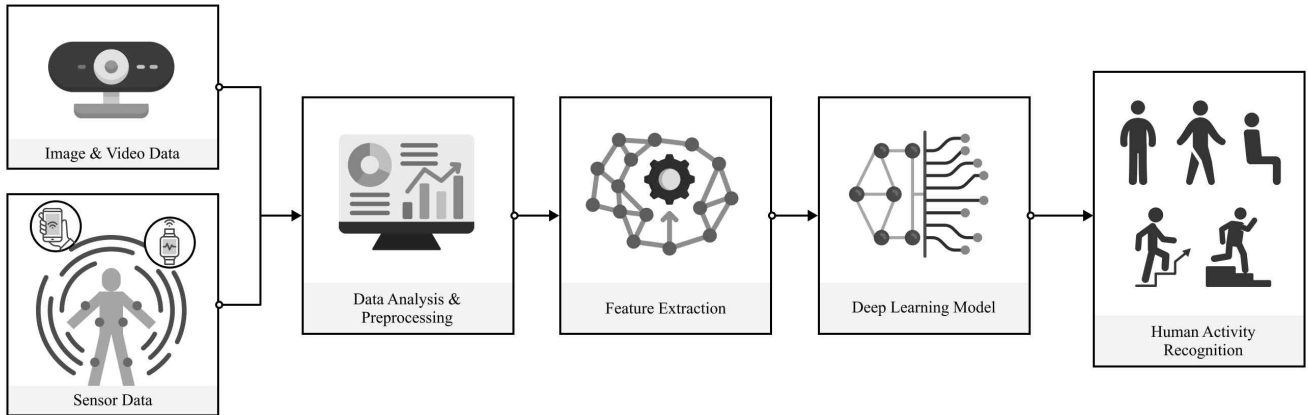 Image & Video Data
Sensor Data
Data Analysis &
Preprocessing
Feature Extraction
Deep Learning Model
Human Activity
Recognition